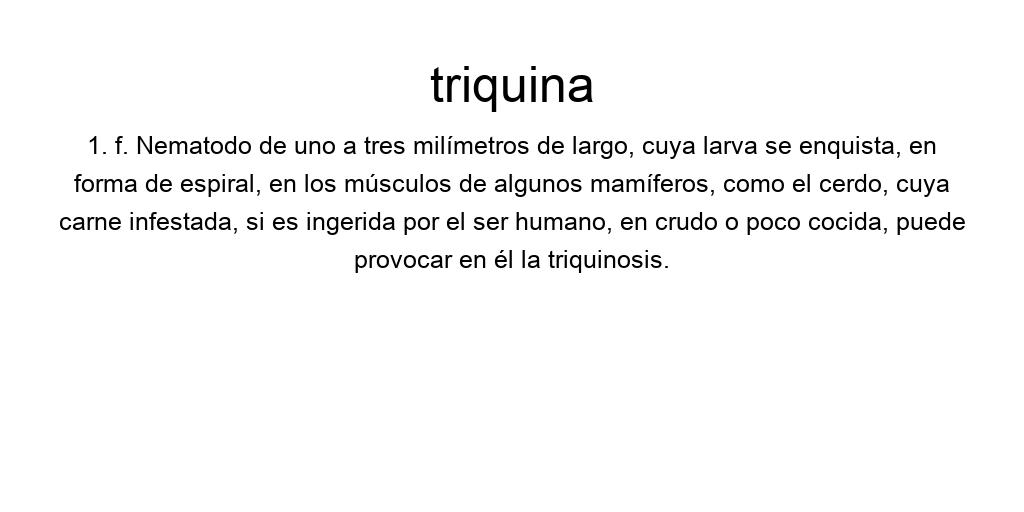 triquina
1. f. Nematodo de uno a tres milímetros de largo, cuya larva se enquista, en
forma de espiral, en los músculos de algunos mamíferos, como el cerdo, cuya
carne infestada, si es ingerida por el ser humano, en crudo o poco cocida, puede
provocar en él la triquinosis.